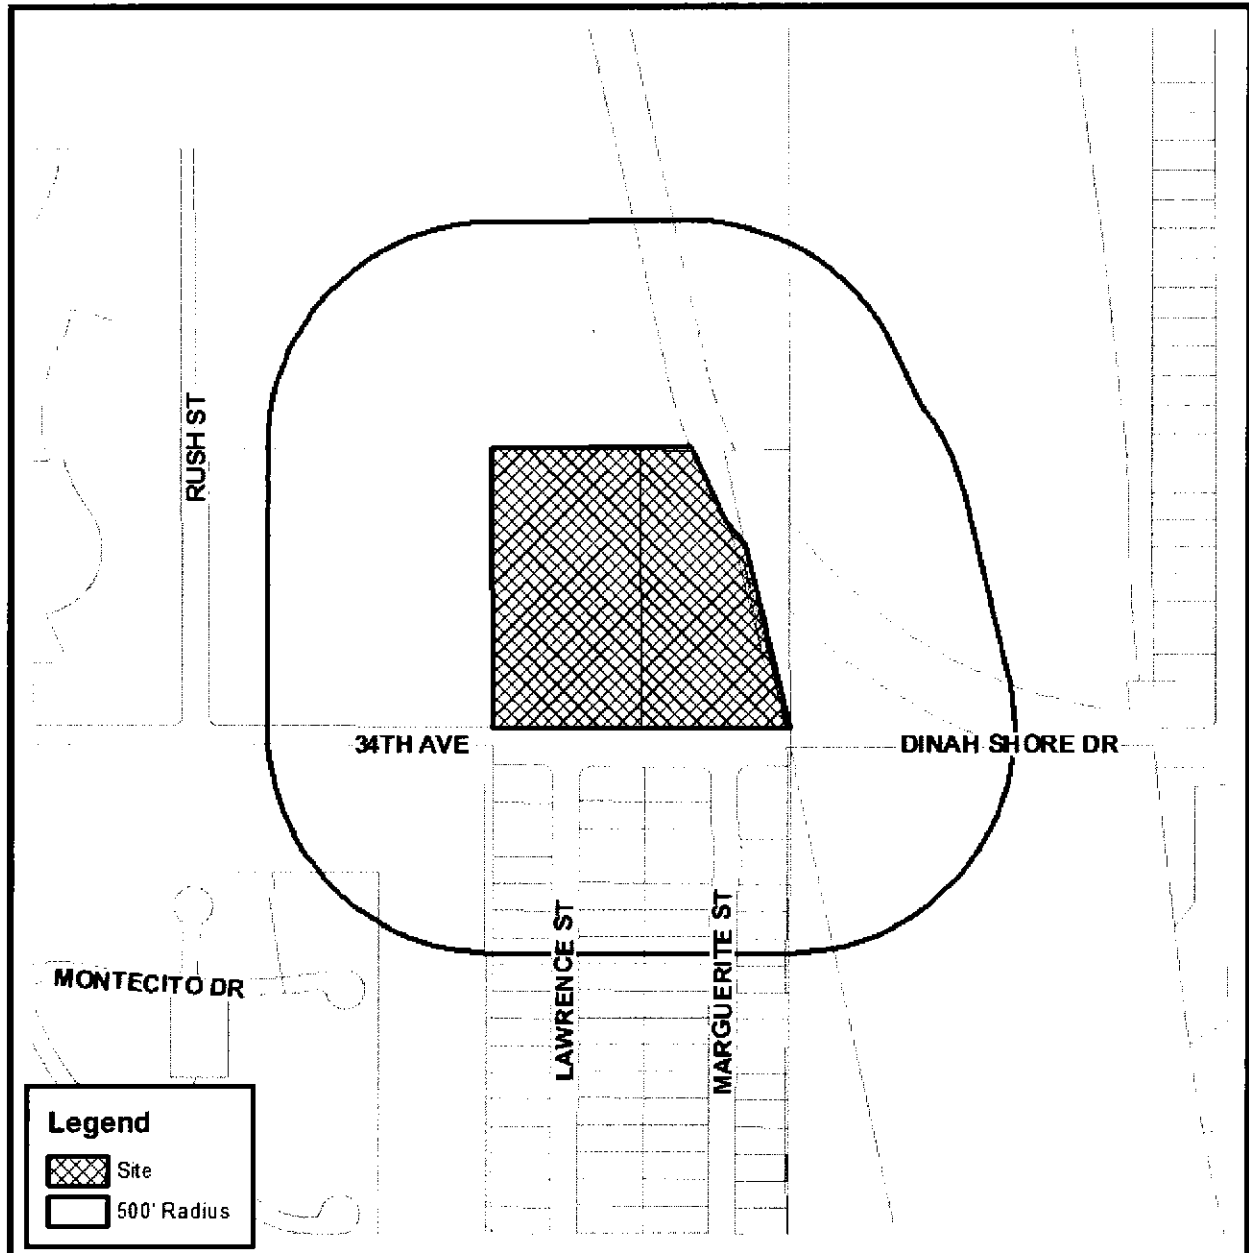 RUSH ST
34TH AVE
DINAH SHORE DR
LAWRENCE ST
MARGUERITE ST
MONTECITO DR
Legend
Site
500' Radius